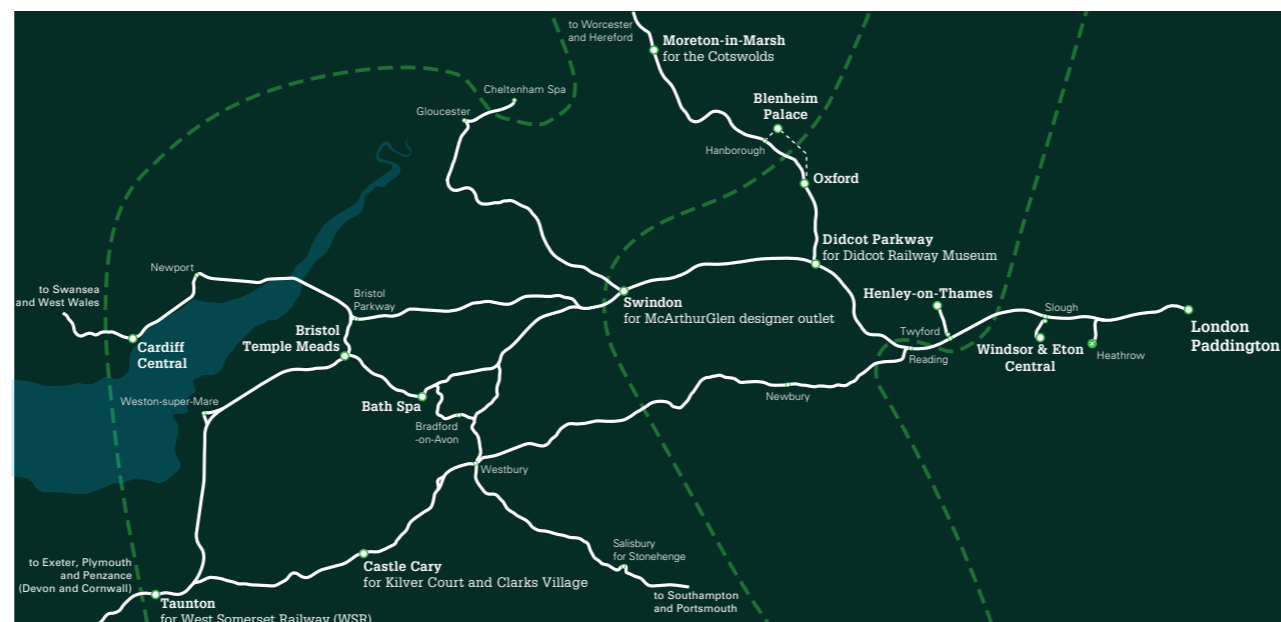 to Worcester
and Hereford
Moreton-in-Marsh
for the Cotswolds
Cheltenham Spa
Gloucester
Blenheim
Palace
Hanborough
Oxford
Didcot Parkway
for Didcot Railway Museum
Newport
to Swansea
and West Wales
Bristol
Parkway
Swindon
for McArthurGlen designer outlet
Henley-on-Thames
Slough
Twyford
London
Paddington
Bristol
Temple Meads
Cardiff
Central
Reading
Windsor & Eton
Central
Heathrow
Weston-super-Mare
Bath Spa
Newbury
Bradford
-on-Avon
Westbury
Salisbury
for Stonehenge
to Exeter, Plymouth
and Penzance
(Devon and Cornwall)
Castle Cary
for Kilver Court and Clarks Village
to Southampton
and Portsmouth
Taunton
for West Somerset Railway (WSR)